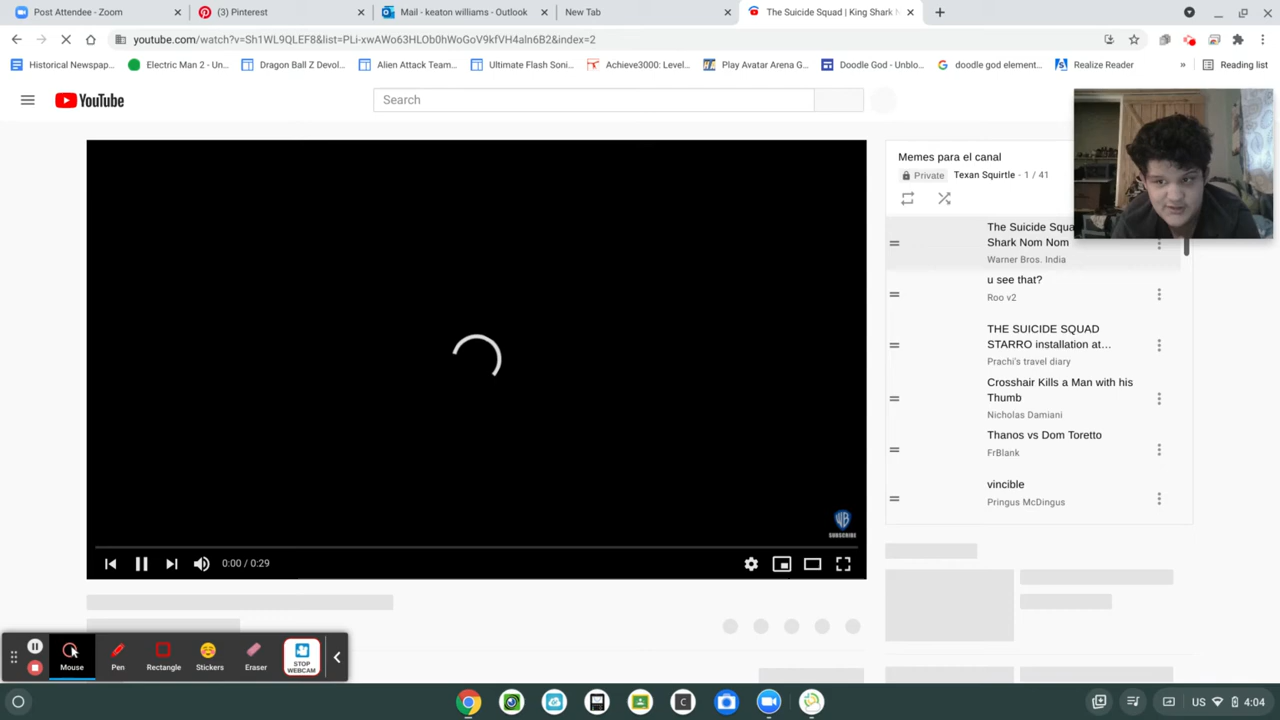 Post Attendee - Zoom
(3) Pinterest
Mail - keaton williams - Outlook
New Tab
The Suicide Squad | King Shark N
youtube.com/watch?v=Sh1WL9QLEF8&list=PLi-xwAwo63HLOb0hWoGoV9kfVH4aln6B2&index=2
Historical Newspap...
Electric Man 2 - Un...
Dragon Ball Z Devol...
Alien Attack Team...
Ultimate Flash Soni...
Achieve3000: Level...
Play Avatar Arena G...
Doodle God - Unblo...
doodle god element...
Realize Reader
»
Reading list
YouTube
Search
Memes para el canal
Private Texan Squirtle - 1 / 41
The Suicide Squa
Shark Nom Nom
Warner Bros. India
u see that?
Roo v2
THE SUICIDE SQUAD
STARRO installation at...
Prachi's travel diary
Crosshair Kills a Man with his
Thumb
Nicholas Damiani
Thanos vs Dom Toretto
FrBlank
vincible
Pringus McDingus
SUBSCRIBE
0:00 / 0:29
Mouse
Pen
Rectangle
Stickers
Eraser
STOP
WEBCAM
US 4:04